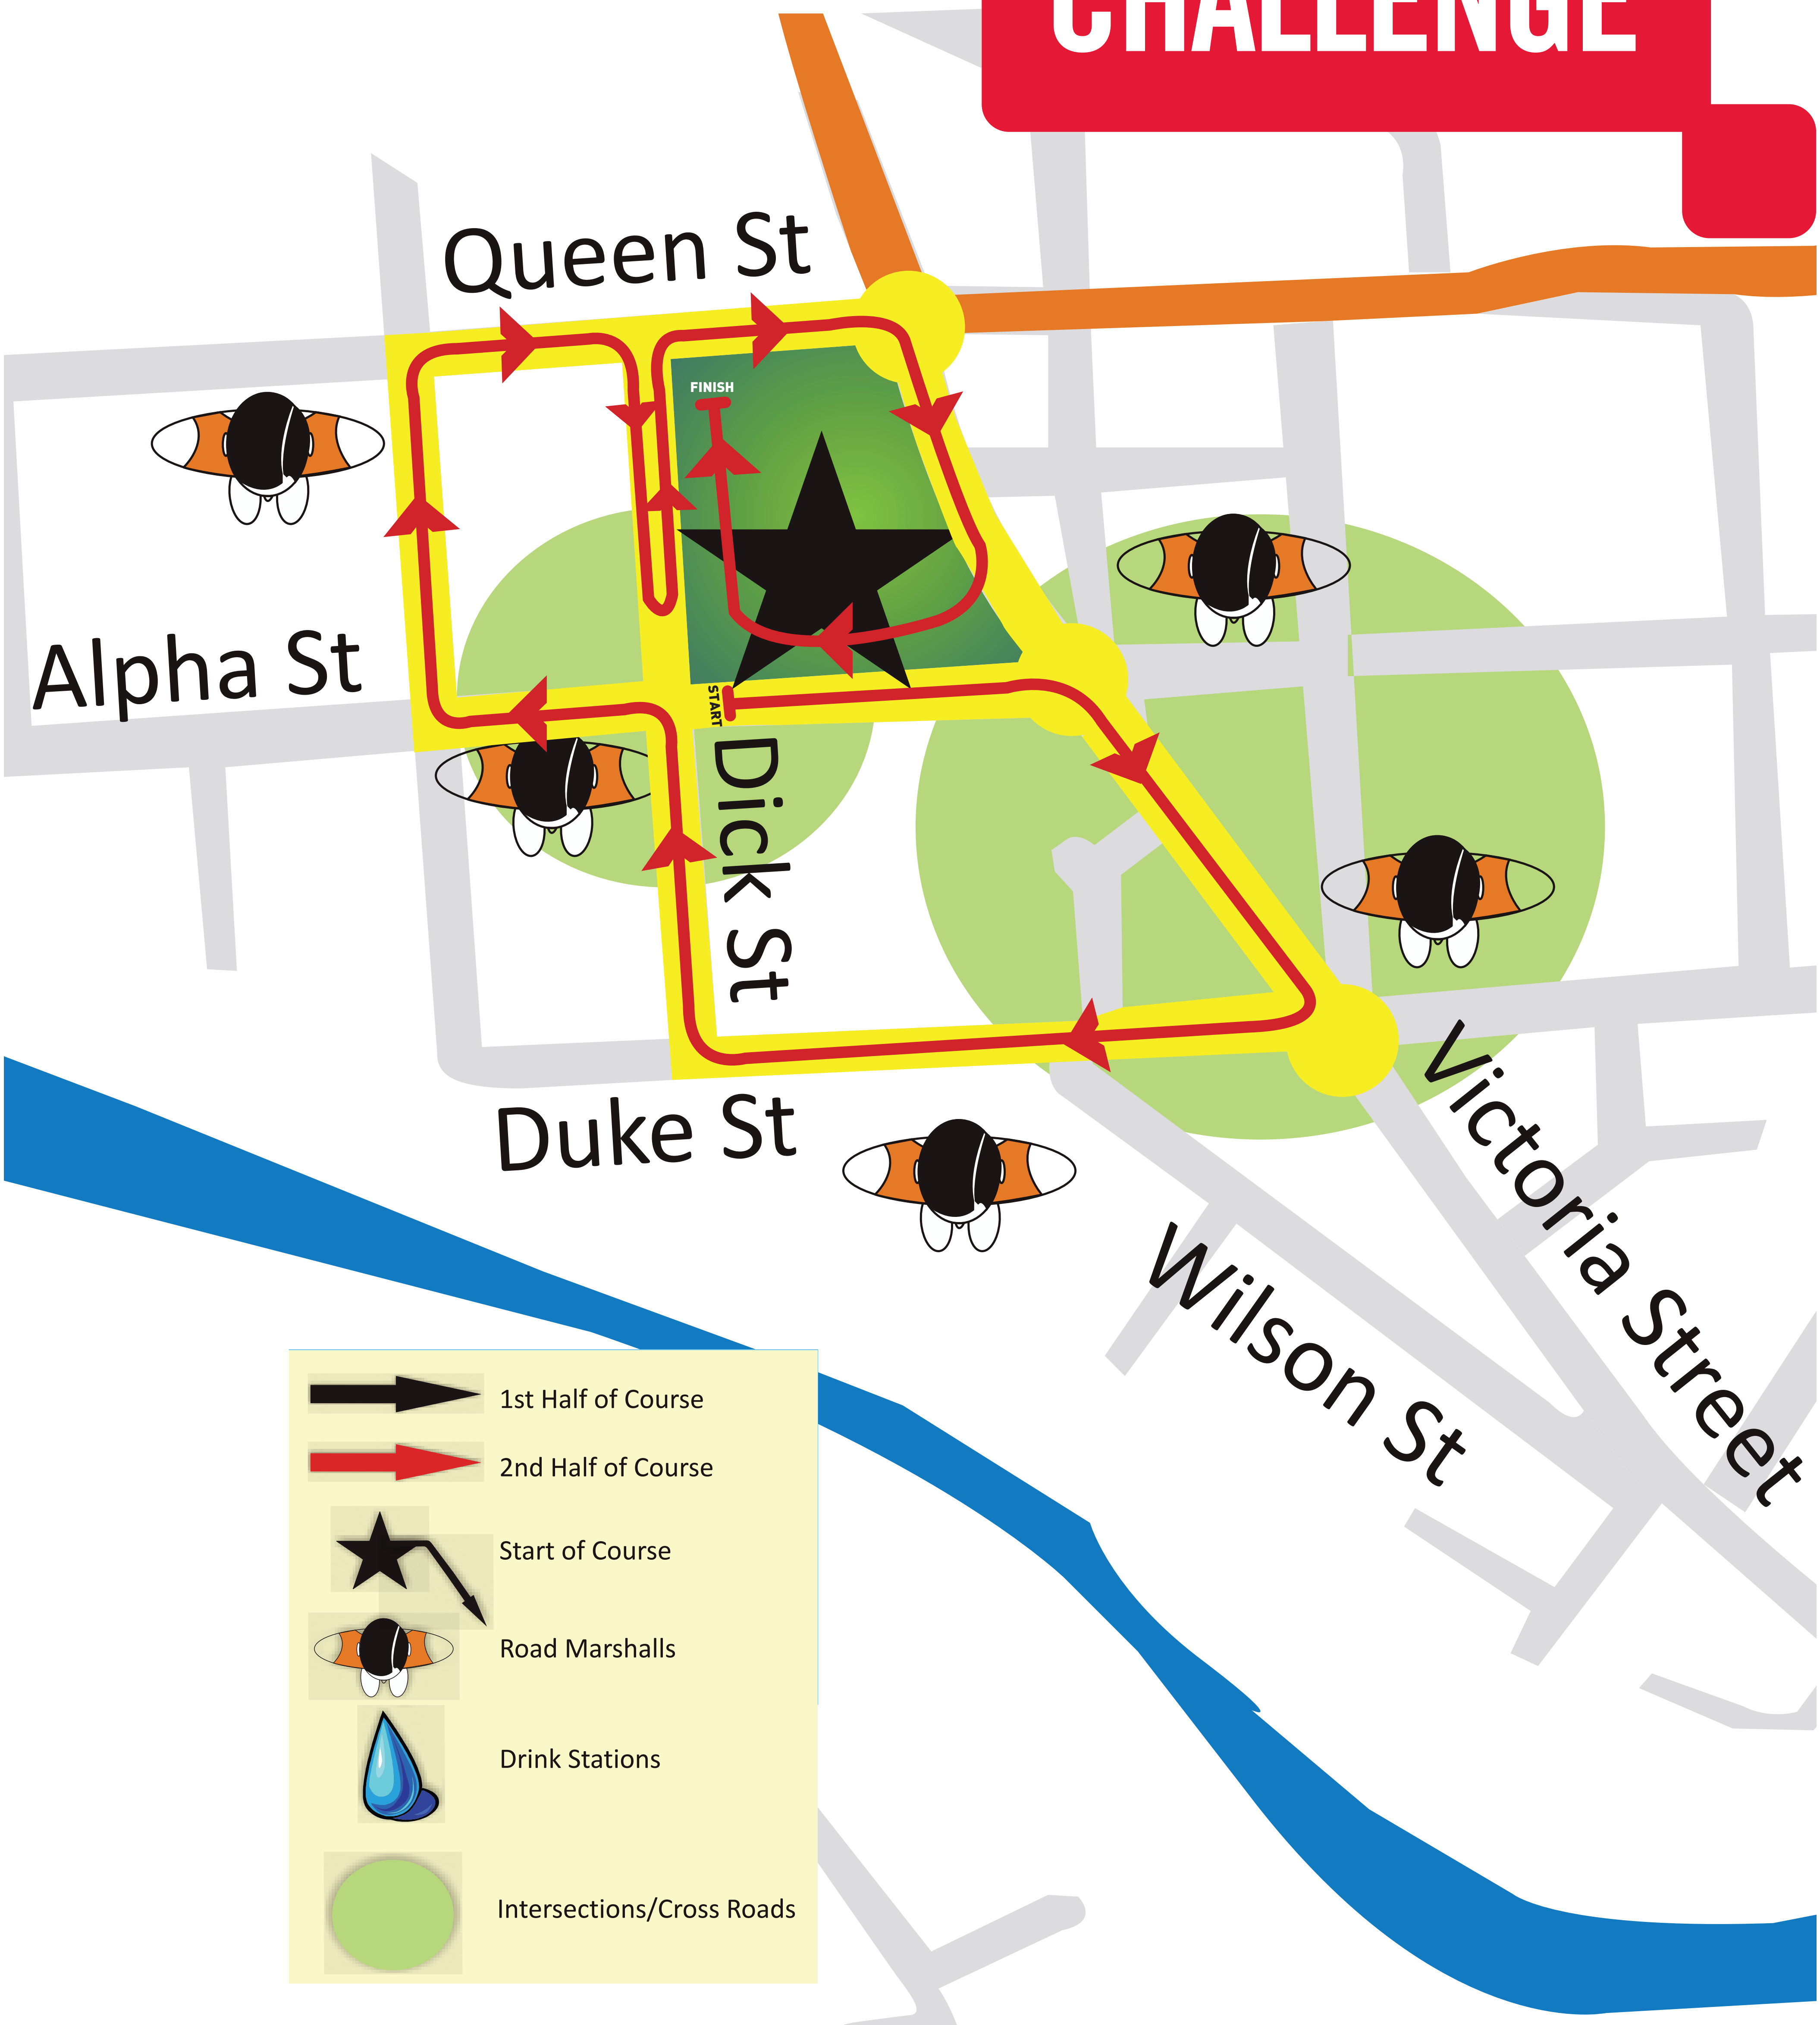 CHALLENGE
Queen St
FINISH
Alpha St
START
Dick St
Duke St
Victoria Street
Wilson St
1st Half of Course
2nd Half of Course
Start of Course
Road Marshalls
Drink Stations
Intersections/Cross Roads